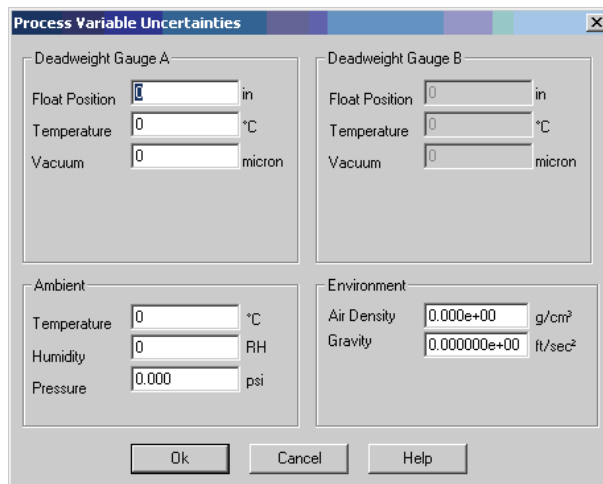 Process Variable Uncertainties
Deadweight Gauge A
Float Position 0 in
Temperature 0 °C
Vacuum 0 micron
Deadweight Gauge B
Float Position 0 in
Temperature 0 °C
Vacuum 0 micron
Ambient
Temperature 0 °C
Humidity 0 RH
Pressure 0.000 psi
Environment
Air Density 0.000e+00 g/cm³
Gravity 0.000000e+00 ft/sec²
Ok Cancel Help